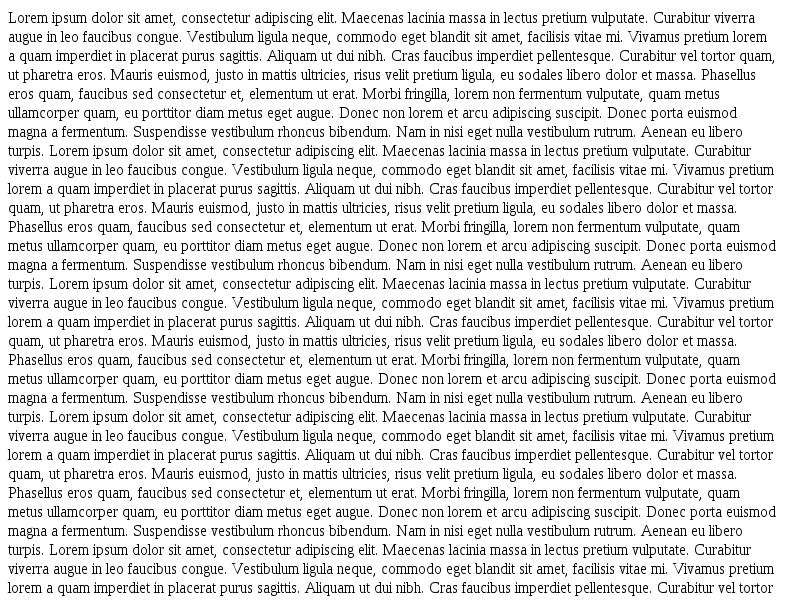 Lorem ipsum dolor sit amet, consectetur adipiscing elit. Maecenas lacinia massa in lectus pretium vulputate. Curabitur viverra
augue in leo faucibus congue. Vestibulum ligula neque, commodo eget blandit sit amet, facilisis vitae mi. Vivamus pretium lorem
a quam imperdiet in placerat purus sagittis. Aliquam ut dui nibh. Cras faucibus imperdiet pellentesque. Curabitur vel tortor quam,
ut pharetra eros. Mauris euismod, justo in mattis ultricies, risus velit pretium ligula, eu sodales libero dolor et massa. Phasellus
eros quam, faucibus sed consectetur et, elementum ut erat. Morbi fringilla, lorem non fermentum vulputate, quam metus
ullamcorper quam, eu porttitor diam metus eget augue. Donec non lorem et arcu adipiscing suscipit. Donec porta euismod
magna a fermentum. Suspendisse vestibulum rhoncus bibendum. Nam in nisi eget nulla vestibulum rutrum. Aenean eu libero
turpis. Lorem ipsum dolor sit amet, consectetur adipiscing elit. Maecenas lacinia massa in lectus pretium vulputate. Curabitur
viverra augue in leo faucibus congue. Vestibulum ligula neque, commodo eget blandit sit amet, facilisis vitae mi. Vivamus pretium
lorem a quam imperdiet in placerat purus sagittis. Aliquam ut dui nibh. Cras faucibus imperdiet pellentesque. Curabitur vel tortor
quam, ut pharetra eros. Mauris euismod, justo in mattis ultricies, risus velit pretium ligula, eu sodales libero dolor et massa.
Phasellus eros quam, faucibus sed consectetur et, elementum ut erat. Morbi fringilla, lorem non fermentum vulputate, quam
metus ullamcorper quam, eu porttitor diam metus eget augue. Donec non lorem et arcu adipiscing suscipit. Donec porta euismod
magna a fermentum. Suspendisse vestibulum rhoncus bibendum. Nam in nisi eget nulla vestibulum rutrum. Aenean eu libero
turpis. Lorem ipsum dolor sit amet, consectetur adipiscing elit. Maecenas lacinia massa in lectus pretium vulputate. Curabitur
viverra augue in leo faucibus congue. Vestibulum ligula neque, commodo eget blandit sit amet, facilisis vitae mi. Vivamus pretium
lorem a quam imperdiet in placerat purus sagittis. Aliquam ut dui nibh. Cras faucibus imperdiet pellentesque. Curabitur vel tortor
quam, ut pharetra eros. Mauris euismod, justo in mattis ultricies, risus velit pretium ligula, eu sodales libero dolor et massa.
Phasellus eros quam, faucibus sed consectetur et, elementum ut erat. Morbi fringilla, lorem non fermentum vulputate, quam
metus ullamcorper quam, eu porttitor diam metus eget augue. Donec non lorem et arcu adipiscing suscipit. Donec porta euismod
magna a fermentum. Suspendisse vestibulum rhoncus bibendum. Nam in nisi eget nulla vestibulum rutrum. Aenean eu libero
turpis. Lorem ipsum dolor sit amet, consectetur adipiscing elit. Maecenas lacinia massa in lectus pretium vulputate. Curabitur
viverra augue in leo faucibus congue. Vestibulum ligula neque, commodo eget blandit sit amet, facilisis vitae mi. Vivamus pretium
lorem a quam imperdiet in placerat purus sagittis. Aliquam ut dui nibh. Cras faucibus imperdiet pellentesque. Curabitur vel tortor
quam, ut pharetra eros. Mauris euismod, justo in mattis ultricies, risus velit pretium ligula, eu sodales libero dolor et massa.
Phasellus eros quam, faucibus sed consectetur et, elementum ut erat. Morbi fringilla, lorem non fermentum vulputate, quam
metus ullamcorper quam, eu porttitor diam metus eget augue. Donec non lorem et arcu adipiscing suscipit. Donec porta euismod
magna a fermentum. Suspendisse vestibulum rhoncus bibendum. Nam in nisi eget nulla vestibulum rutrum. Aenean eu libero
turpis. Lorem ipsum dolor sit amet, consectetur adipiscing elit. Maecenas lacinia massa in lectus pretium vulputate. Curabitur
viverra augue in leo faucibus congue. Vestibulum ligula neque, commodo eget blandit sit amet, facilisis vitae mi. Vivamus pretium
lorem a quam imperdiet in placerat purus sagittis. Aliquam ut dui nibh. Cras faucibus imperdiet pellentesque. Curabitur vel tortor